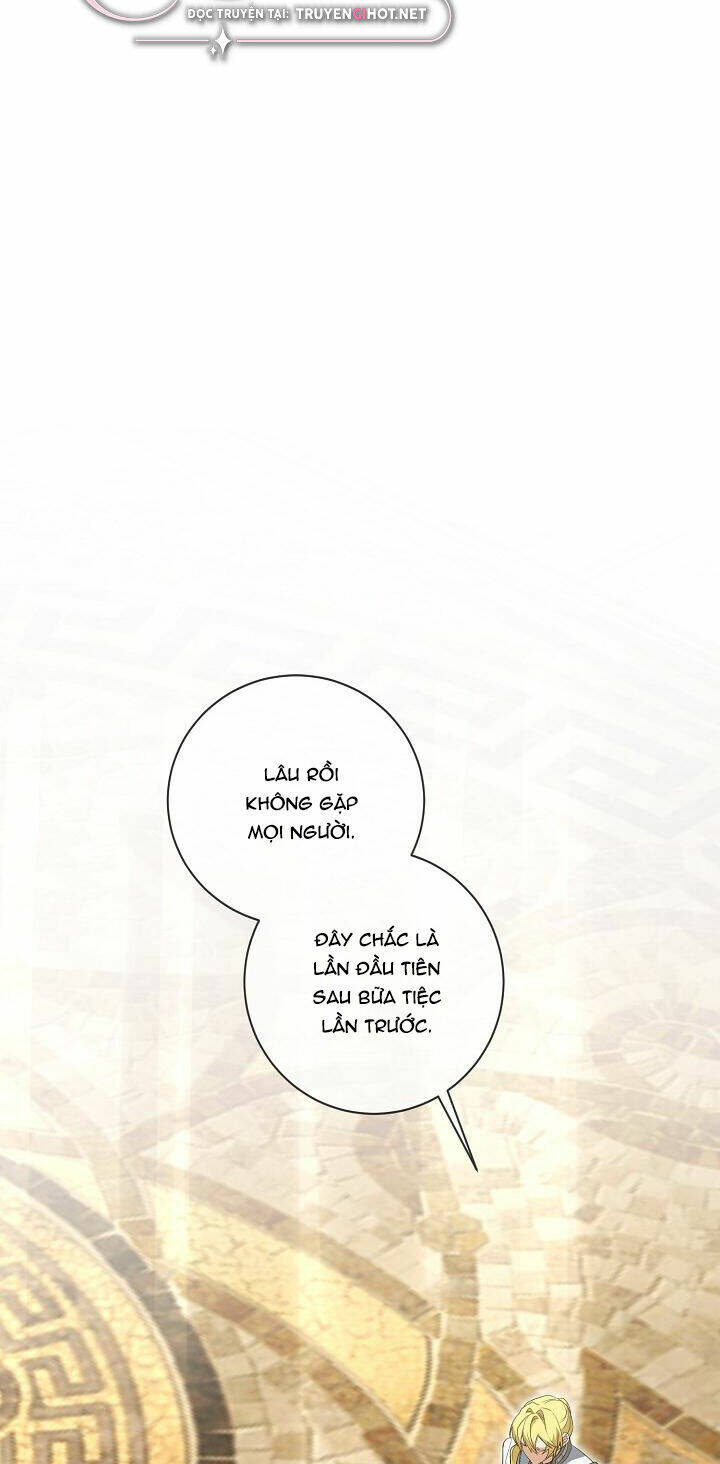 ĐỌC TRUYỆN TẠI: TRUYENGIHOT.NET
LÂU RỒI
KHÔNG GẶP
MỌI NGƯỜI.
ĐÂY CHẮC LÀ
LẦN ĐẦU TIÊN
SAU BỮA TIỆC
LẦN TRƯỚC.